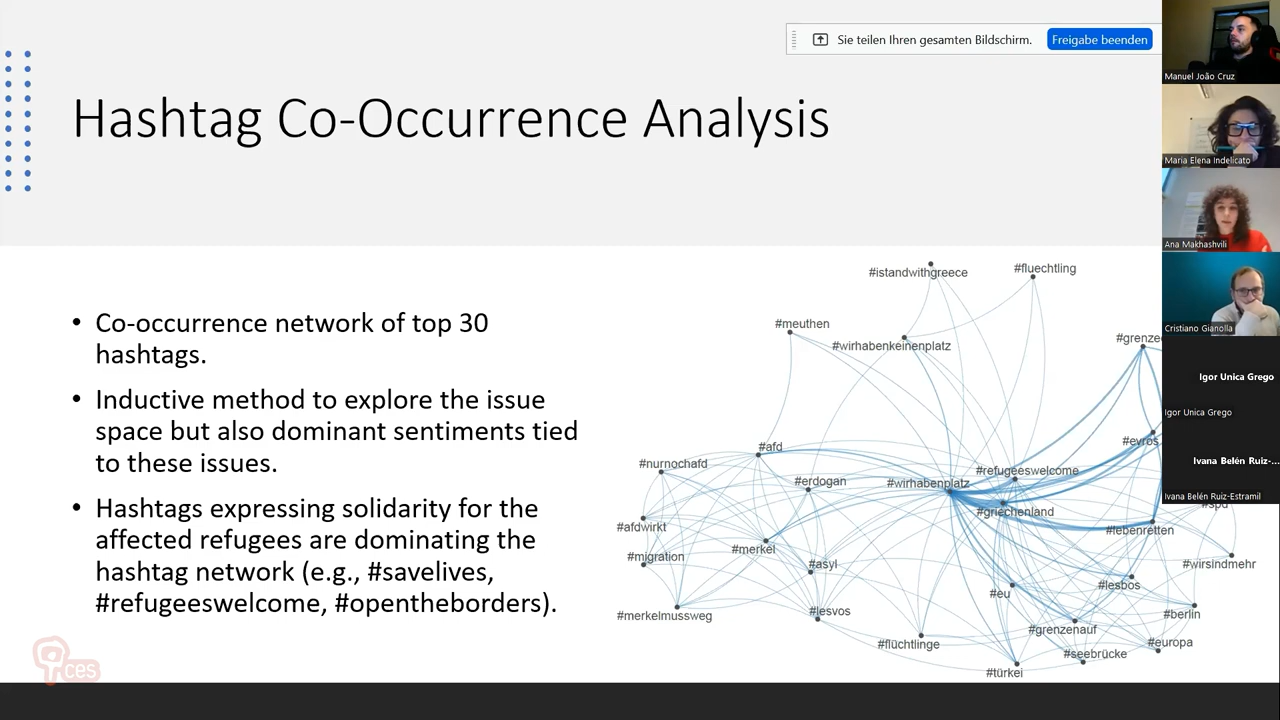 Sie teilen Ihren gesamten Bildschirm.
Freigabe beenden
Hashtag Co-Occurrence Analysis
• Co-occurrence network of top 30
hashtags.
• Inductive method to explore the issue
space but also dominant sentiments tied
to these issues.
• Hashtags expressing solidarity for the
affected refugees are dominating the
hashtag network (e.g., #savelives,
#refugeeswelcome, #opentheborders).
#istandwithgreece
#fluechtling
#meuthen
#wirhabenkeinenplatz
#grenze
#afd
#evros
#nurnochafd
#refugeeswelcome
#erdogan
#wirhabenplatz
#griechenland
#afdwirkt
#lebenretten
#merkel
#migration
#asyl
#wirsindmehr
#lesbos
#eu
#merkelmussweg
#lesvos
#berlin
#grenzenauf
#flüchtlinge
#europa
#seebrücke
#türkei
ces
Manuel João Cruz
Maria Elena Indelicato
Ana Makhashvili
Cristiano Gianolla
Igor Unica Grego
Igor Unica Grego
Ivana Belén Ruiz-...
Ivana Belén Ruiz-Estramil